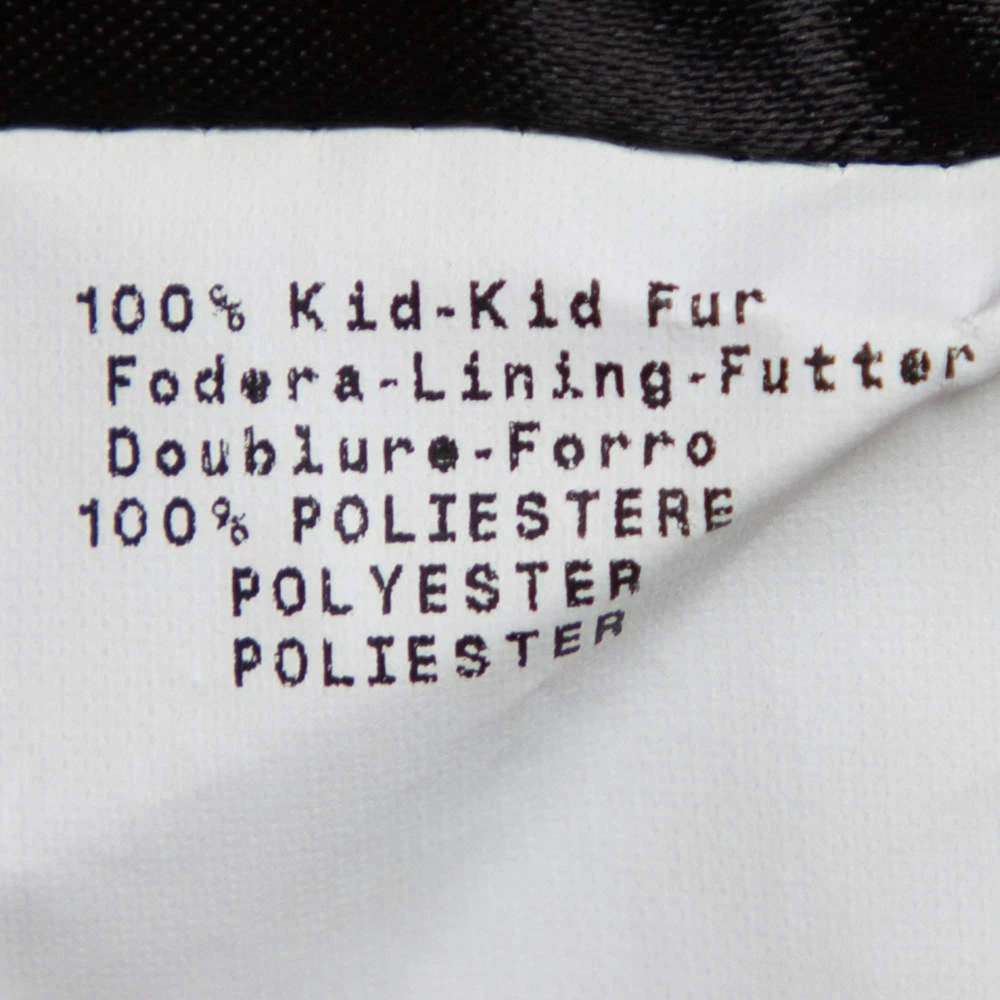 100% Kid-Kid Fur
Fodera-Lining-Futter
Doublure-Forro
100% POLIESTERE
POLYESTER
POLIESTER